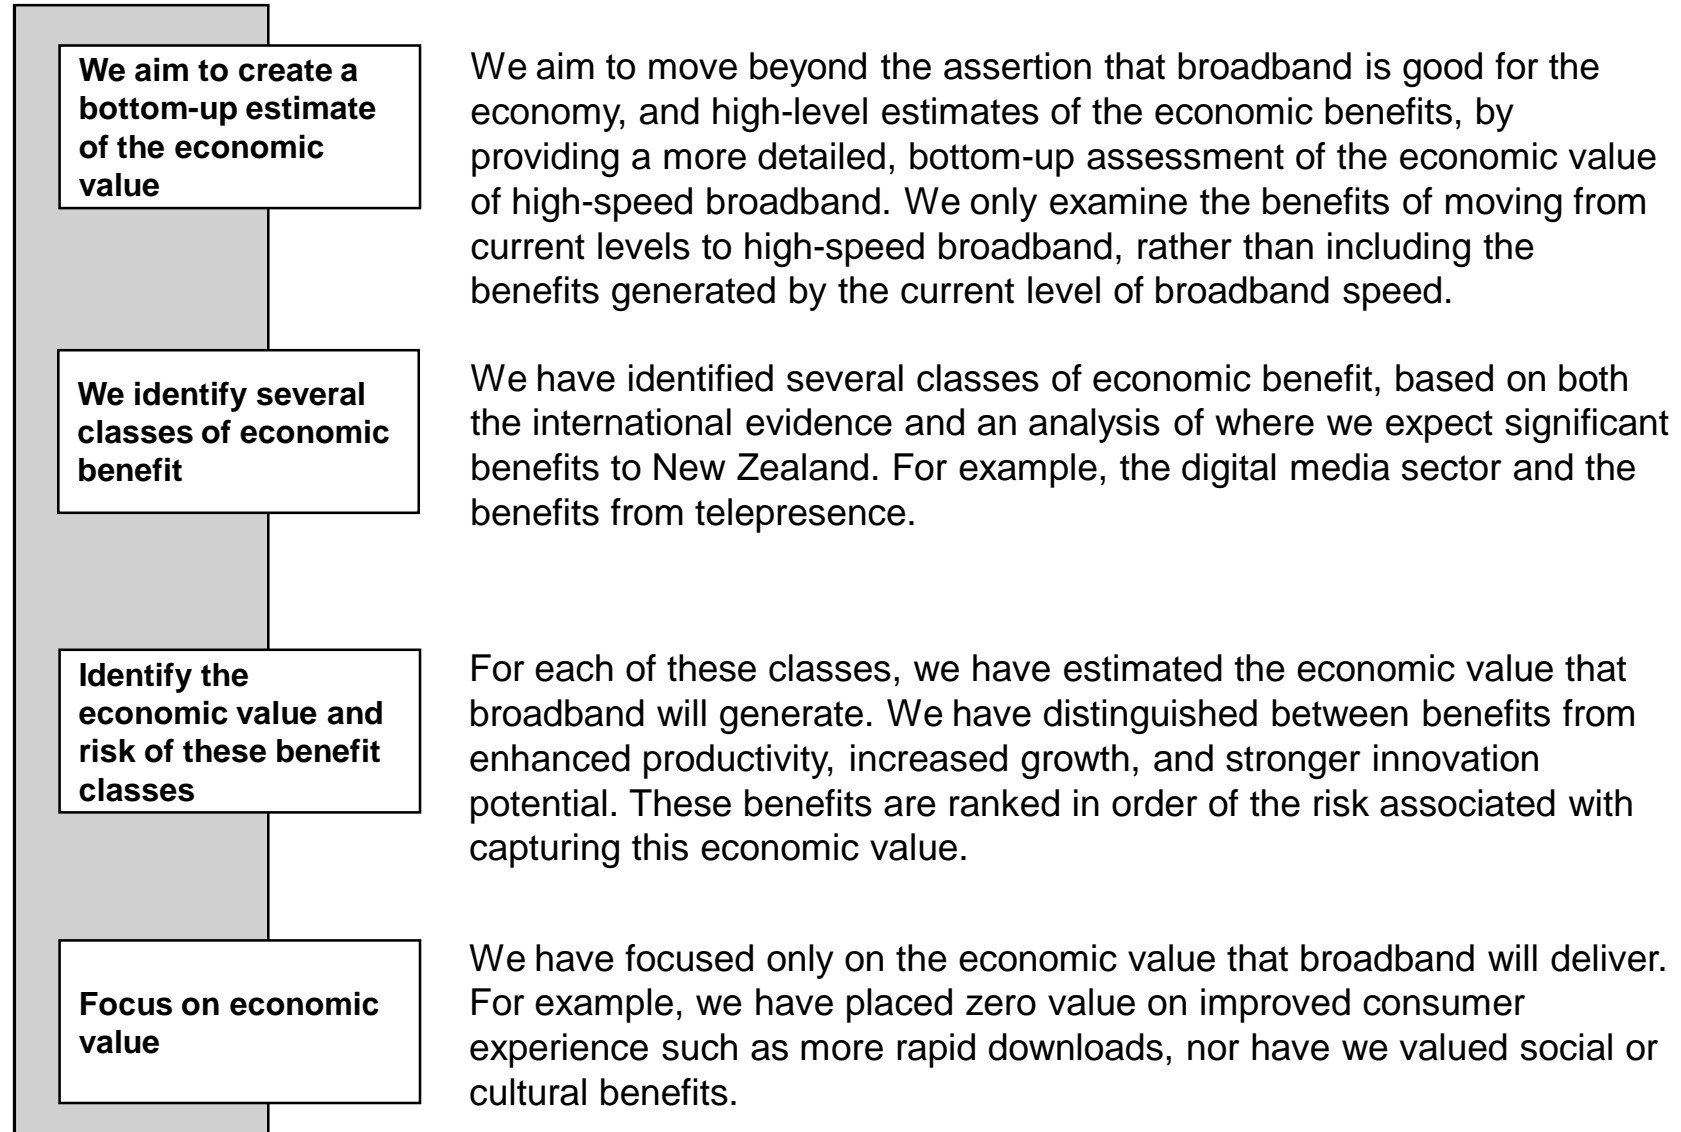 We aim to create a
bottom-up estimate
of the economic
value
We aim to move beyond the assertion that broadband is good for the
economy, and high-level estimates of the economic benefits, by
providing a more detailed, bottom-up assessment of the economic value
of high-speed broadband. We only examine the benefits of moving from
current levels to high-speed broadband, rather than including the
benefits generated by the current level of broadband speed.
We identify several
classes of economic
benefit
We have identified several classes of economic benefit, based on both
the international evidence and an analysis of where we expect significant
benefits to New Zealand. For example, the digital media sector and the
benefits from telepresence.
Identify the
economic value and
risk of these benefit
classes
For each of these classes, we have estimated the economic value that
broadband will generate. We have distinguished between benefits from
enhanced productivity, increased growth, and stronger innovation
potential. These benefits are ranked in order of the risk associated with
capturing this economic value.
Focus on economic
value
We have focused only on the economic value that broadband will deliver.
For example, we have placed zero value on improved consumer
experience such as more rapid downloads, nor have we valued social or
cultural benefits.